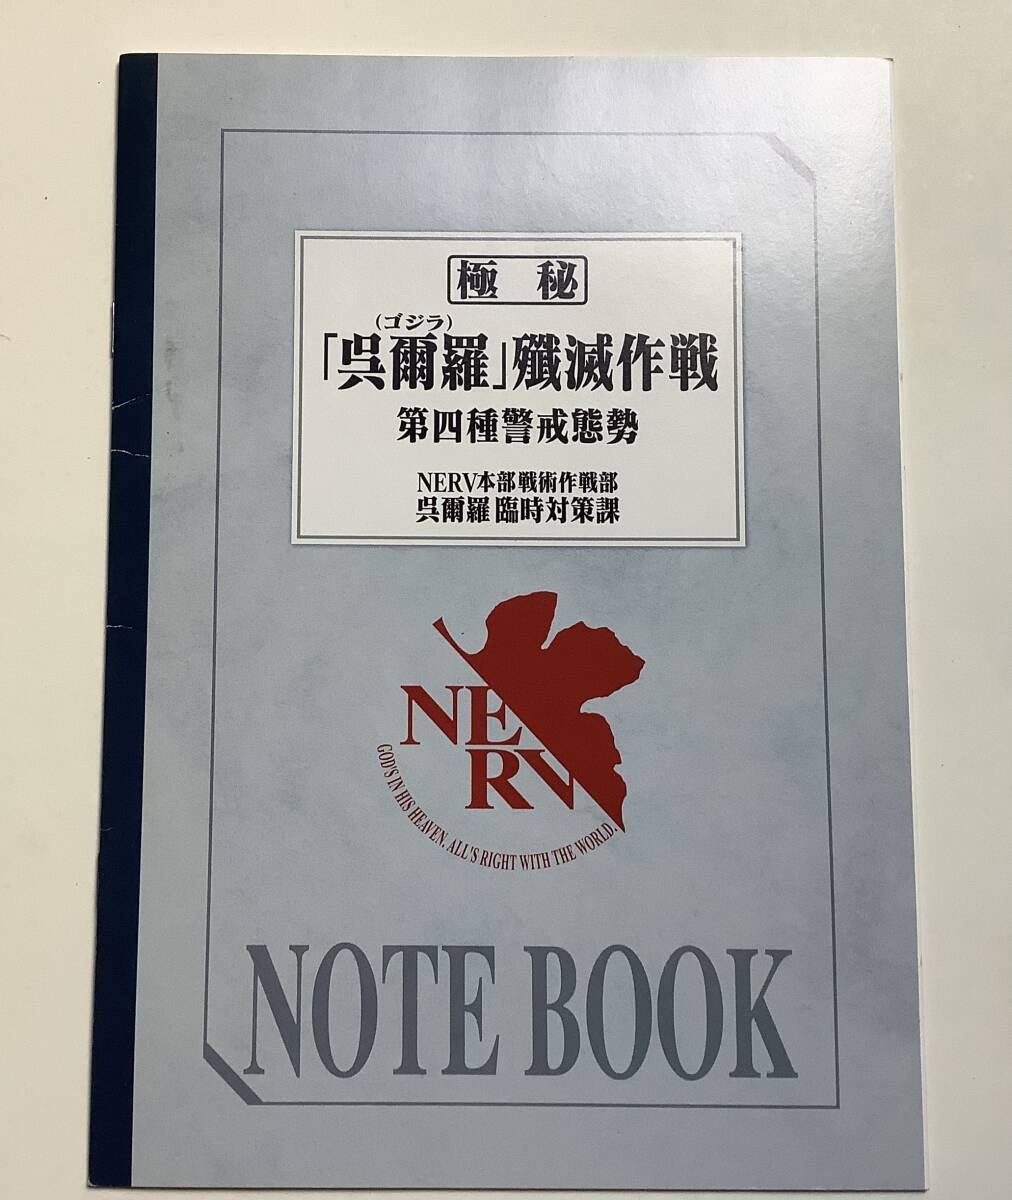 極 秘
(ゴジラ)
「呉爾羅」殲滅作戦
第四種警戒態勢
NERV本部戦術作戦部
呉爾羅 臨時対策課
NERV
GOD'S IN HIS HEAVEN. ALL'S RIGHT WITH THE WORLD.
NOTE BOOK